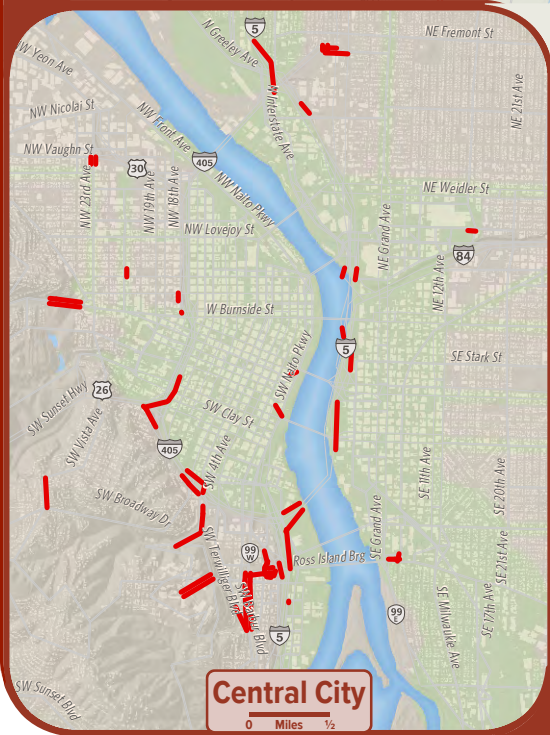 5
N Greeley Ave
NE Fremont St
W Yeon Ave
NE 21st Ave
NW Nicolai St
NW Front Ave
N Interstate Ave
NW Vaughn St
405
30
NW 23rd Ave
NW 19th Ave
NW 18th Ave
NW Naito Pkwy
NE Weidler St
NW Lovejoy St
NE Grand Ave
84
NE 12th Ave
W Burnside St
SW Naito Pkwy
5
SE Stark St
26
SW Sunset Hwy
SW Vista Ave
SW Clay St
405
SW 4th Ave
SE 11th Ave
SE 20th Ave
SW Broadway Dr
SE Grand Ave
SE 21st Ave
99
W
Ross Island Brg
SW Terwilliger Blvd
SW Barbur Blvd
SE 17th Ave
99
E
SE Milwaukie Ave
5
SW Sunset Blvd
Central City
0 Miles ½